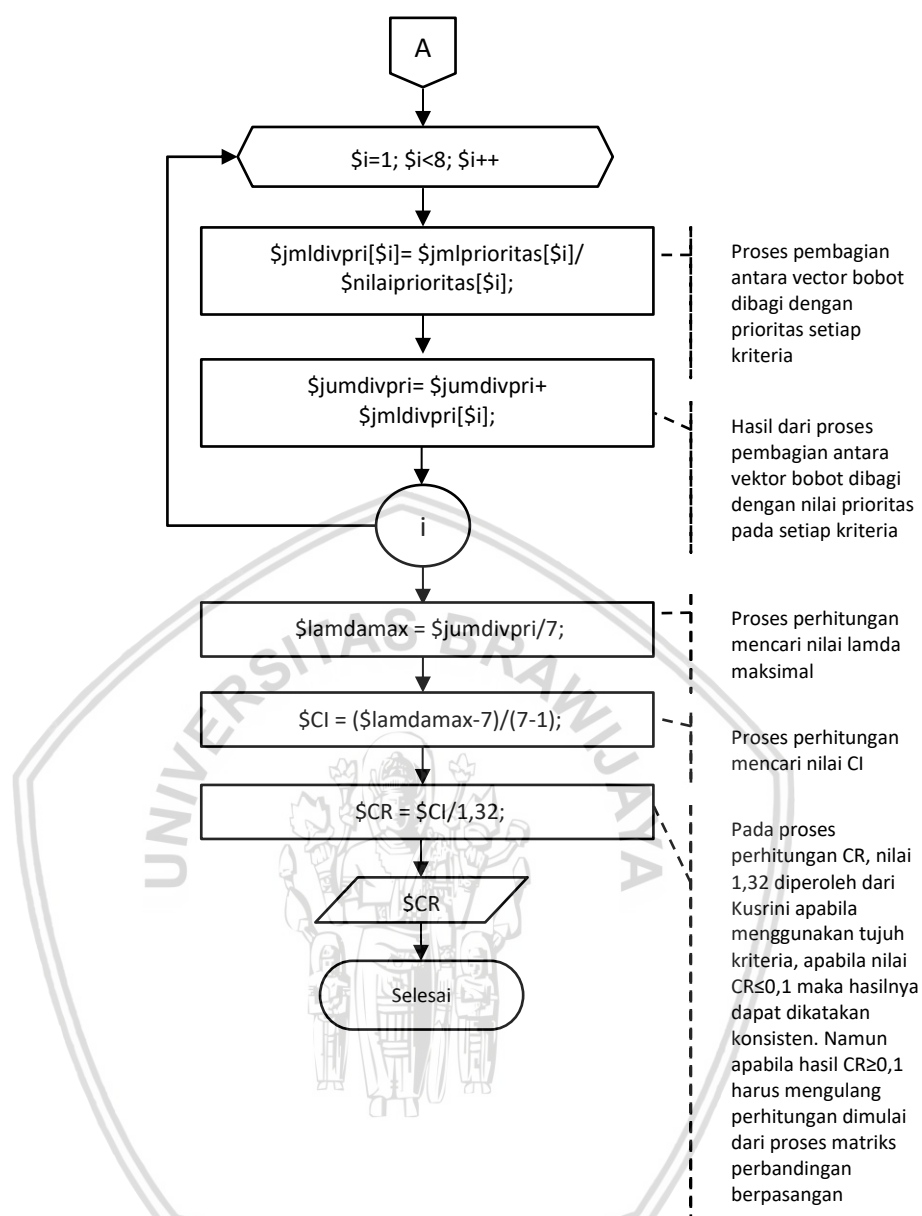 A
$i=1; $i<8; $i++
$jmldivpri[$i]= $jmlprioritas[$i]/
$nilaiprioritas[$i];
Proses pembagian
antara vector bobot
dibagi dengan
prioritas setiap
kriteria
$jumdivpri= $jumdivpri+
$jmldivpri[$i];
Hasil dari proses
pembagian antara
vektor bobot dibagi
dengan nilai prioritas
pada setiap kriteria
i
$lamdamax = $jumdivpri/7;
Proses perhitungan
mencari nilai lamda
maksimal
$CI = ($lamdamax-7)/(7-1);
Proses perhitungan
mencari nilai CI
$CR = $CI/1,32;
Pada proses
perhitungan CR, nilai
1,32 diperoleh dari
Kusrini apabila
menggunakan tujuh
kriteria, apabila nilai
CR≤0,1 maka hasilnya
dapat dikatakan
konsisten. Namun
apabila hasil CR≥0,1
harus mengulang
perhitungan dimulai
dari proses matriks
perbandingan
berpasangan
$CR
Selesai
UNIVERSITAS BRAWIJAYA